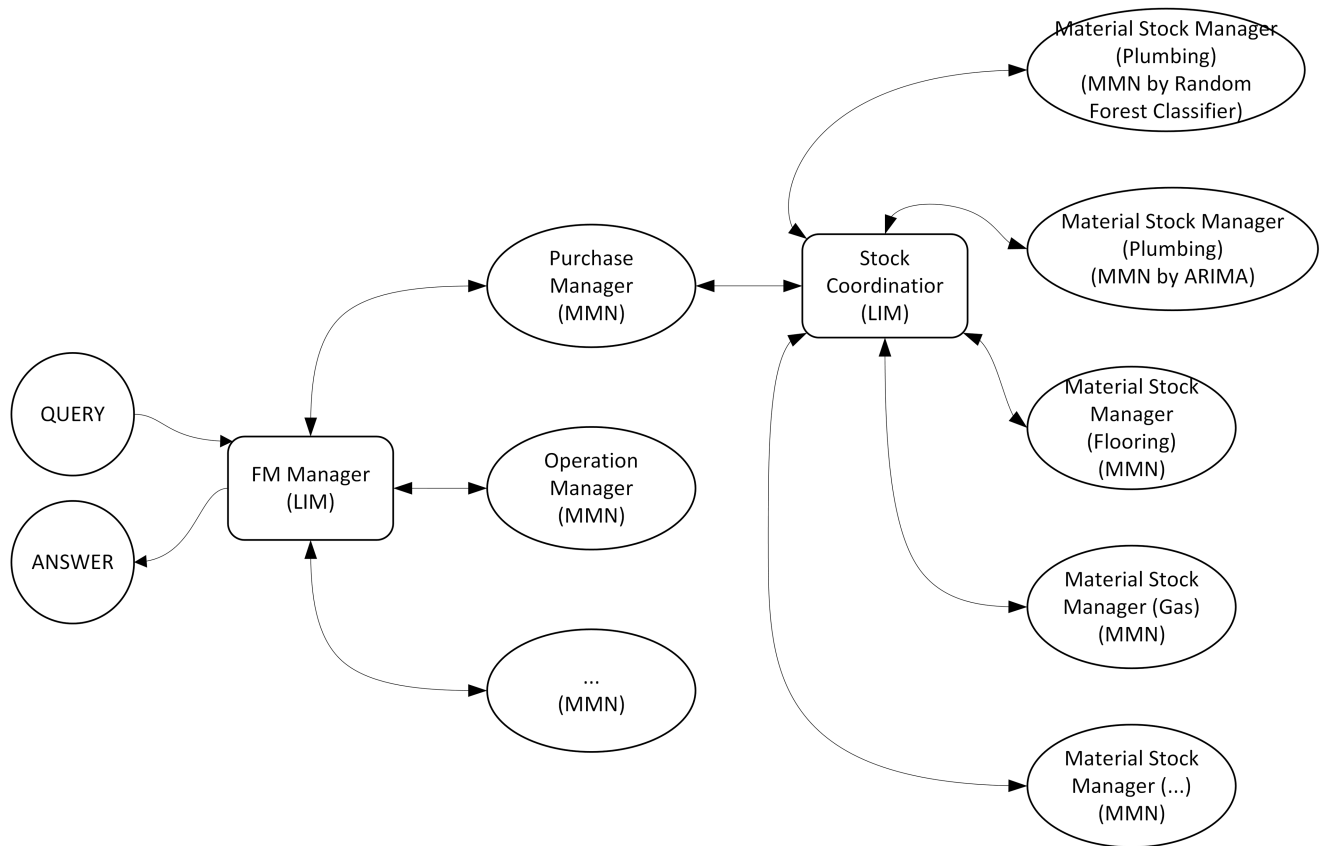 QUERY
ANSWER
FM Manager
(LIM)
Purchase
Manager
(MMN)
Operation
Manager
(MMN)
...
(MMN)
Stock
Coordinatior
(LIM)
Material Stock Manager
(Plumbing)
(MMN by Random
Forest Classifier)
Material Stock Manager
(Plumbing)
(MMN by ARIMA)
Material Stock
Manager
(Flooring)
(MMN)
Material Stock
Manager (Gas)
(MMN)
Material Stock
Manager (...)
(MMN)